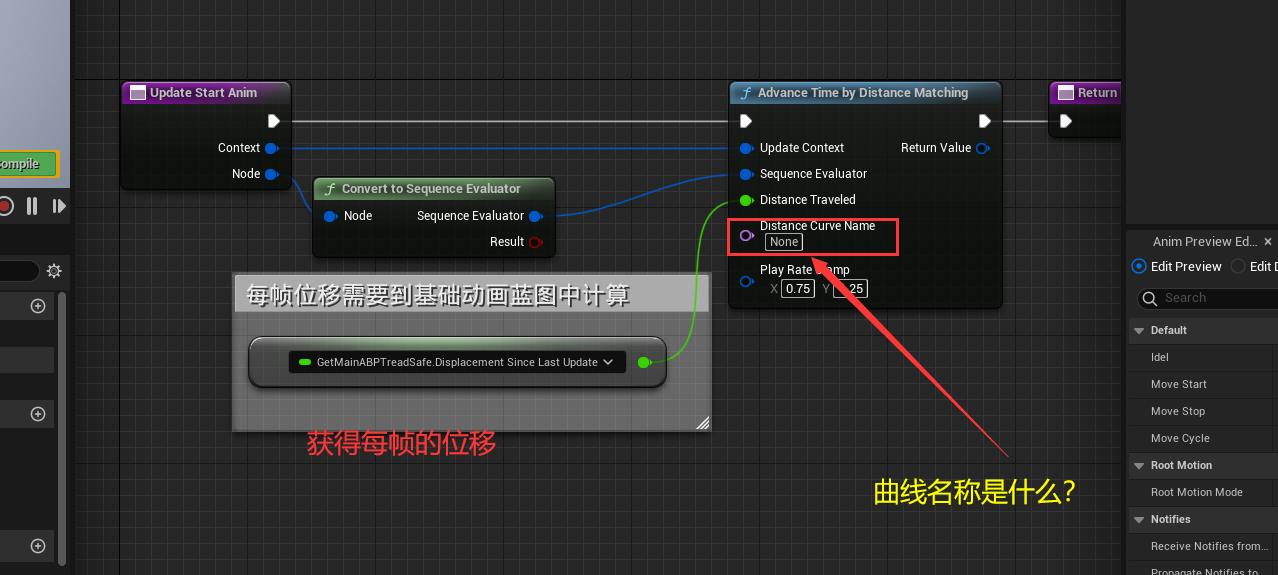 Update Start Anim
Context
Node
Compile
Convert to Sequence Evaluator
Node
Sequence Evaluator
Result
Advance Time by Distance Matching
Update Context
Return Value
Sequence Evaluator
Distance Traveled
Distance Curve Name
None
Play Rate Clamp
X 0.75 Y .25
Return
每帧位移需要到基础动画蓝图中计算
GetMainABPTreadSafe.Displacement Since Last Update
获得每帧的位移
曲线名称是什么?
Anim Preview Ed... ×
Edit Preview
Edit D
Search
Default
Idel
Move Start
Move Stop
Move Cycle
Root Motion
Root Motion Mode
Notifies
Receive Notifies from...
Propagate Notifies to